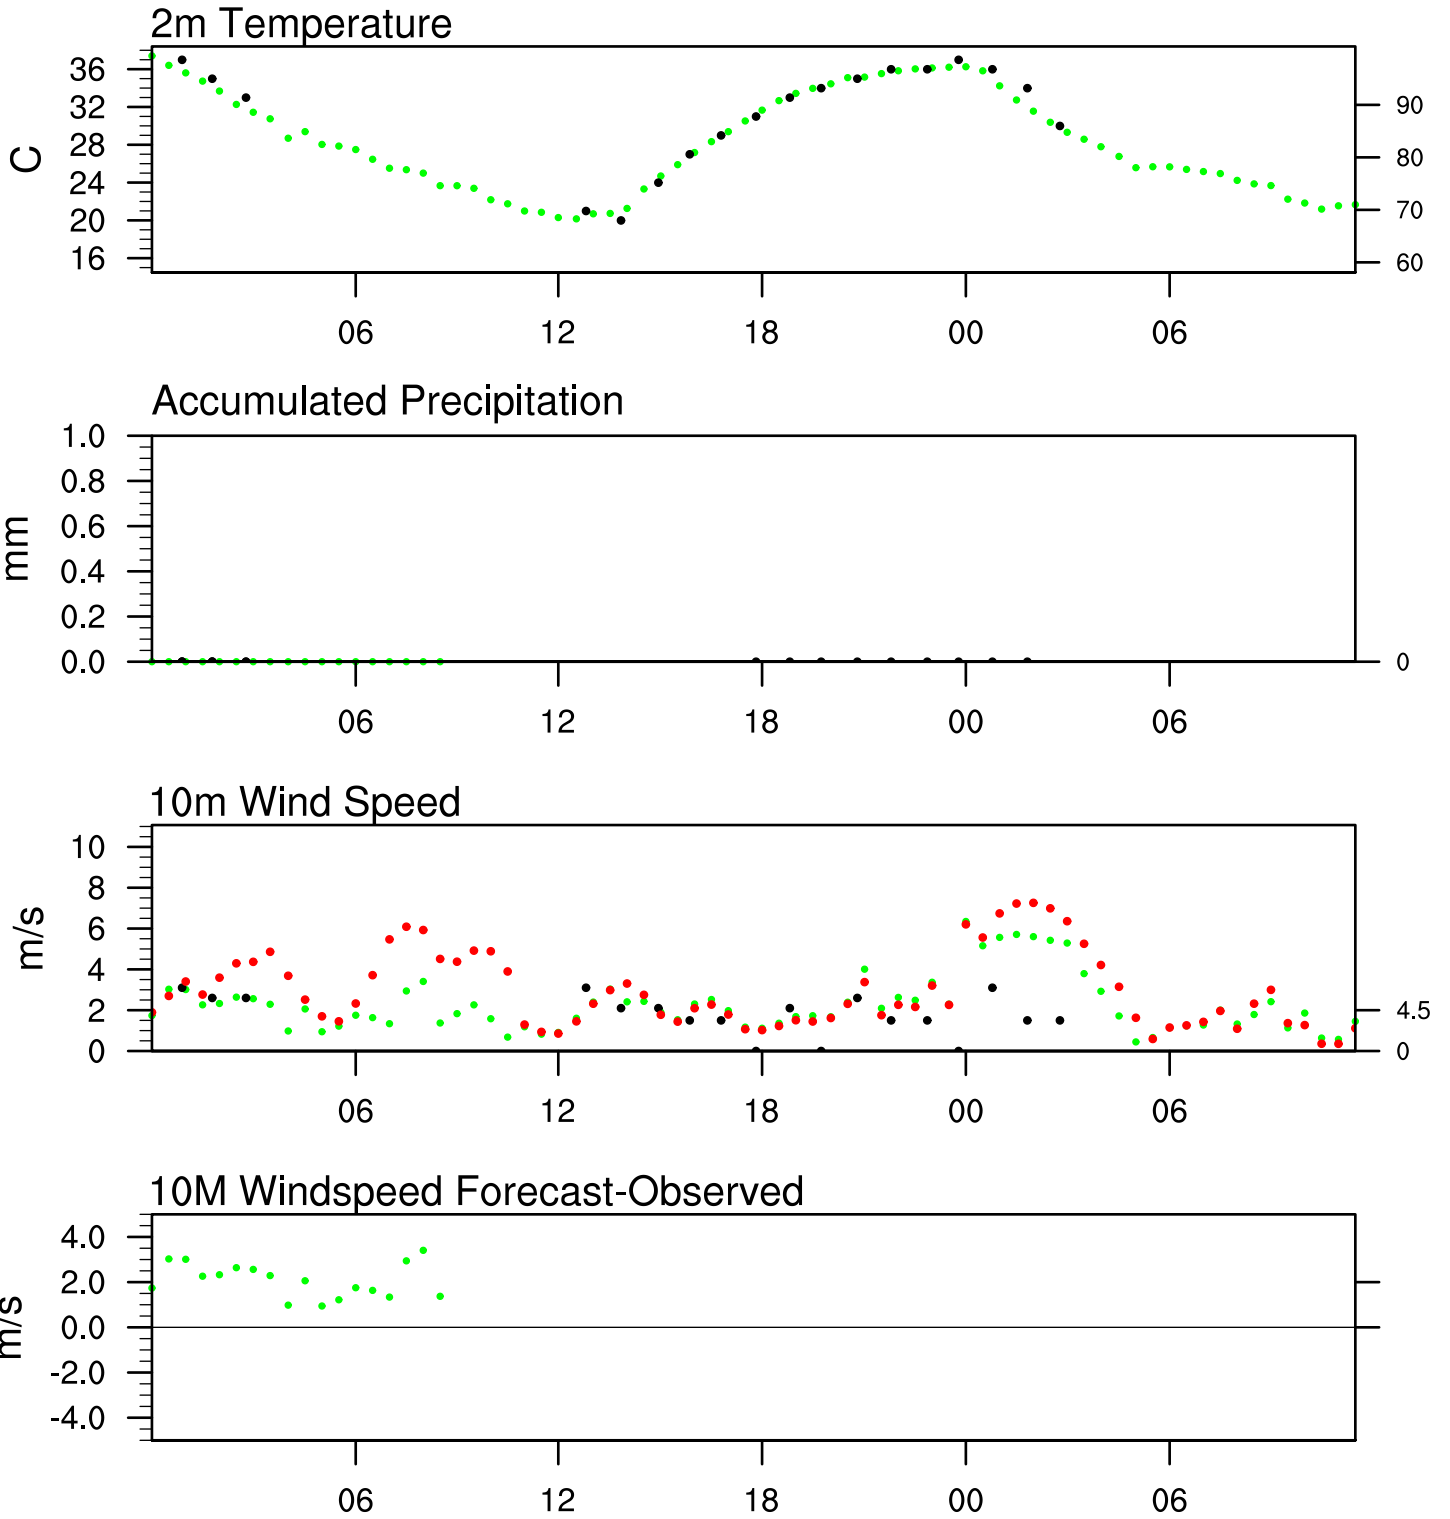 2m Temperature
36
32
28
24
20
16
C
90
80
70
60
06 12 18 00 06
Accumulated Precipitation
1.0
0.8
0.6
0.4
0.2
0.0
mm
0
06 12 18 00 06
10m Wind Speed
10
8
6
4
2
0
m/s
4.5
0
06 12 18 00 06
10M Windspeed Forecast-Observed
4.0
2.0
0.0
-2.0
-4.0
m/s
06 12 18 00 06